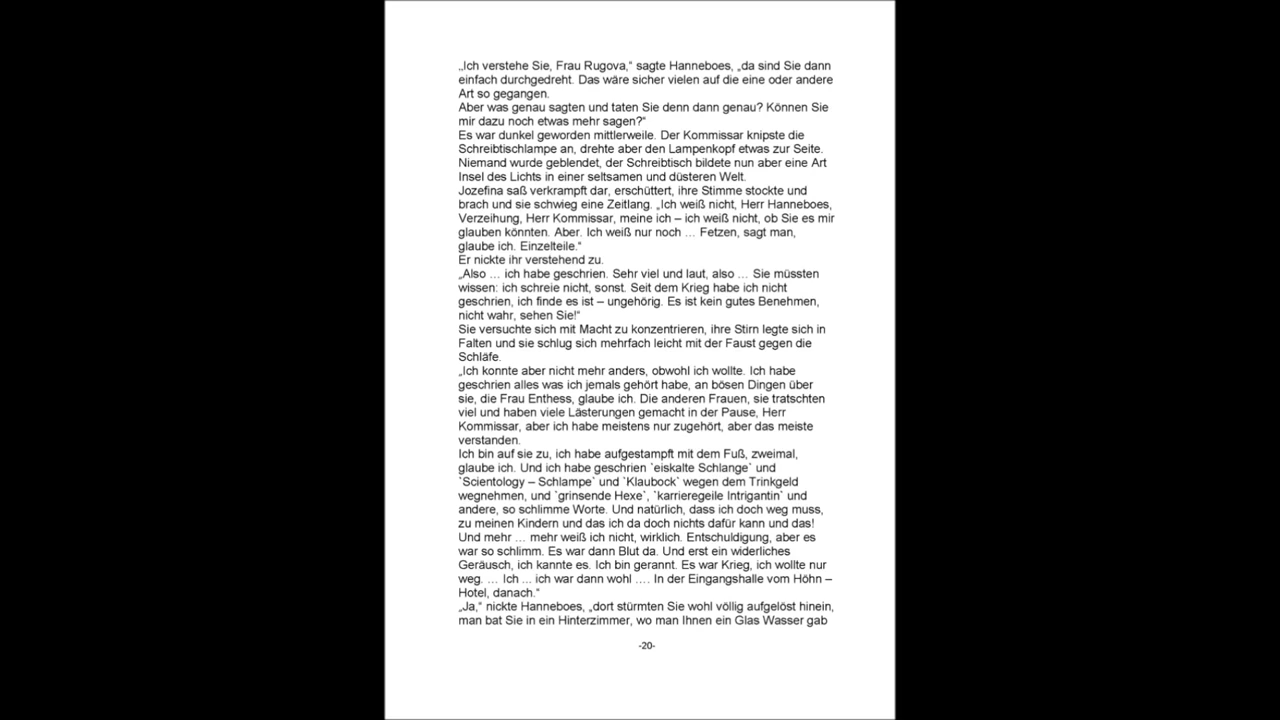 „Ich verstehe Sie, Frau Rugova,“ sagte Hanneboes, „da sind Sie dann
einfach durchgedreht. Das wäre sicher vielen auf die eine oder andere
Art so gegangen.
Aber was genau sagten und taten Sie denn dann genau? Können Sie
mir dazu noch etwas mehr sagen?“
Es war dunkel geworden mittlerweile. Der Kommissar knipste die
Schreibtischlampe an, drehte aber den Lampenkopf etwas zur Seite.
Niemand wurde geblendet, der Schreibtisch bildete nun aber eine Art
Insel des Lichts in einer seltsamen und düsteren Welt.
Jozefina saß verkrampft dar, erschüttert, ihre Stimme stockte und
brach und sie schwieg eine Zeitlang. „Ich weiß nicht, Herr Hanneboes,
Verzeihung, Herr Kommissar, meine ich – ich weiß nicht, ob Sie es mir
glauben könnten. Aber. Ich weiß nur noch … Fetzen, sagt man,
glaube ich. Einzelteile.“
Er nickte ihr verstehend zu.
„Also … ich habe geschrien. Sehr viel und laut, also … Sie müssten
wissen: ich schreie nicht, sonst. Seit dem Krieg habe ich nicht
geschrien, ich finde es ist – ungehörig. Es ist kein gutes Benehmen,
nicht wahr, sehen Sie!“
Sie versuchte sich mit Macht zu konzentrieren, ihre Stirn legte sich in
Falten und sie schlug sich mehrfach leicht mit der Faust gegen die
Schläfe.
„Ich konnte aber nicht mehr anders, obwohl ich wollte. Ich habe
geschrien alles was ich jemals gehört habe, an bösen Dingen über
sie, die Frau Enthess, glaube ich. Die anderen Frauen, sie tratschten
viel und haben viele Lästerungen gemacht in der Pause, Herr
Kommissar, aber ich habe meistens nur zugehört, aber das meiste
verstanden.
Ich bin auf sie zu, ich habe aufgestampft mit dem Fuß, zweimal,
glaube ich. Und ich habe geschrien `eiskalte Schlange` und
`Scientology – Schlampe` und `Klaubock` wegen dem Trinkgeld
wegnehmen, und `grinsende Hexe`, `karrieregeile Intrigantin` und
andere, so schlimme Worte. Und natürlich, dass ich doch weg muss,
zu meinen Kindern und das ich da doch nichts dafür kann und das!
Und mehr … mehr weiß ich nicht, wirklich. Entschuldigung, aber es
war so schlimm. Es war dann Blut da. Und erst ein widerliches
Geräusch, ich kannte es. Ich bin gerannt. Es war Krieg, ich wollte nur
weg. … Ich ... ich war dann wohl …. In der Eingangshalle vom Höhn –
Hotel, danach.“
„Ja,“ nickte Hanneboes, „dort stürmten Sie wohl völlig aufgelöst hinein,
man bat Sie in ein Hinterzimmer, wo man Ihnen ein Glas Wasser gab
-20-